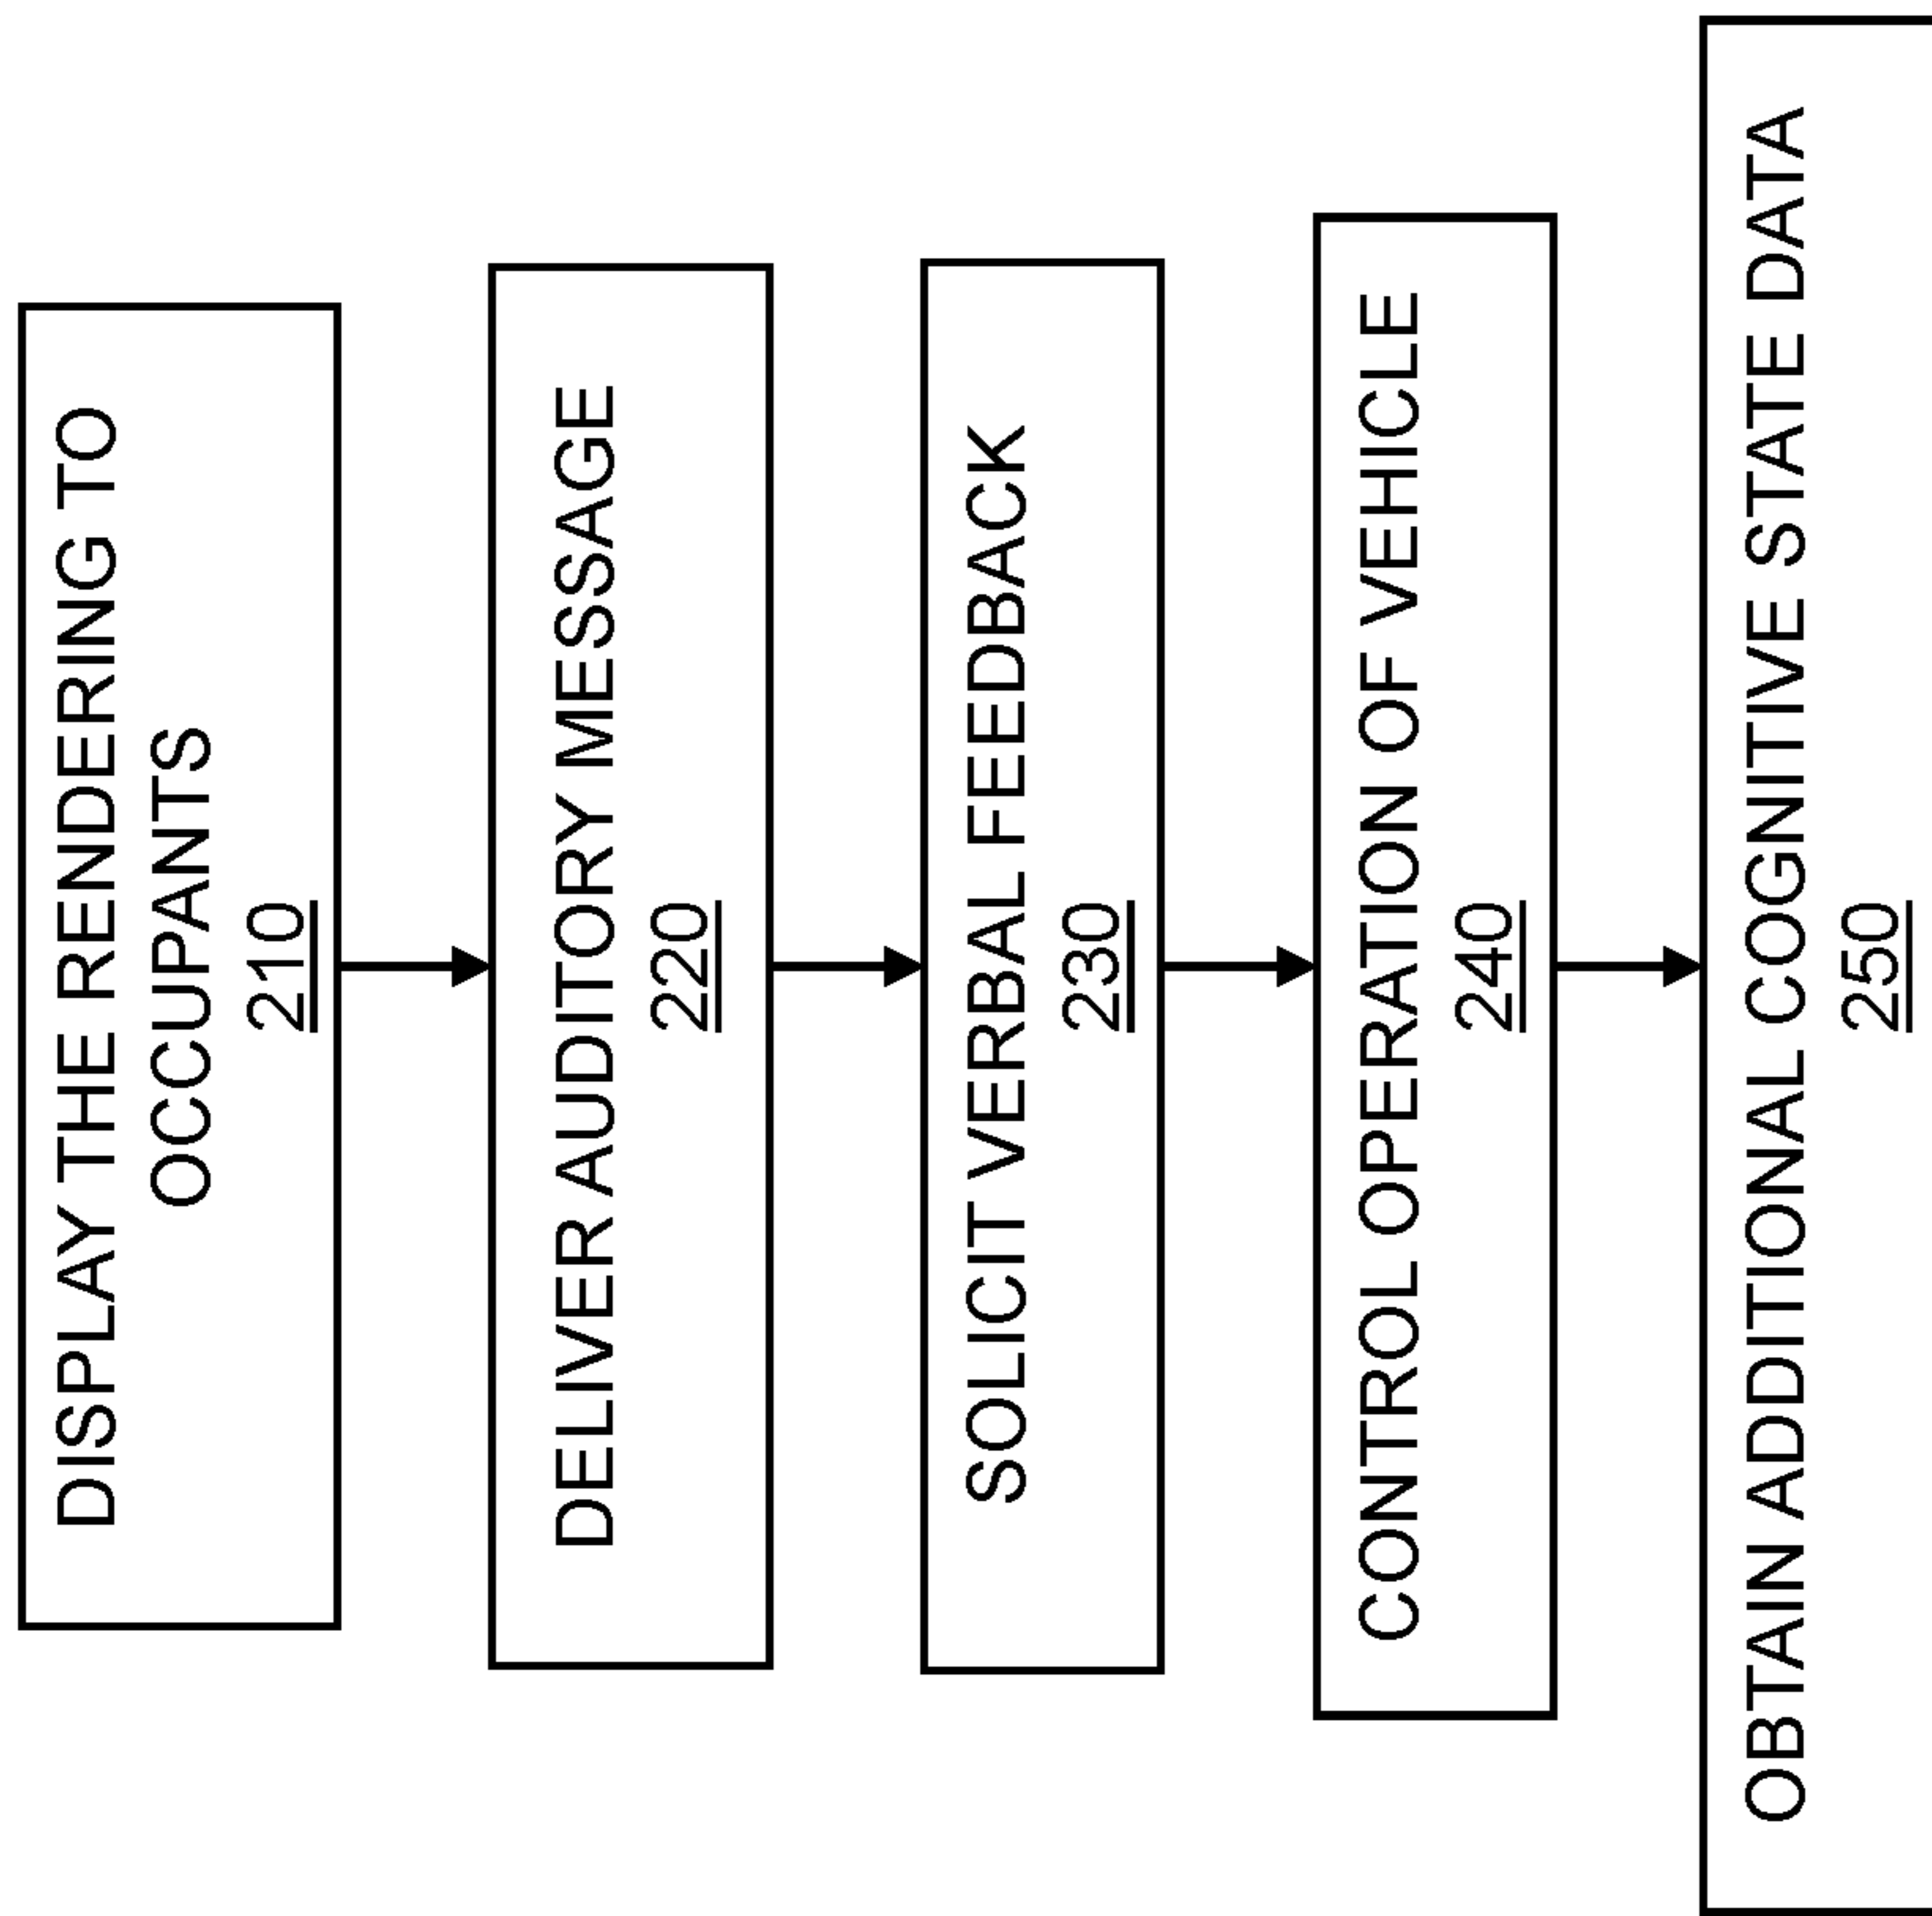 DISPLAY THE RENDERING TO
OCCUPANTS
210
DELIVER AUDITORY MESSAGE
220
SOLICIT VERBAL FEEDBACK
230
CONTROL OPERATION OF VEHICLE
240
OBTAIN ADDITIONAL COGNITIVE STATE DATA
250